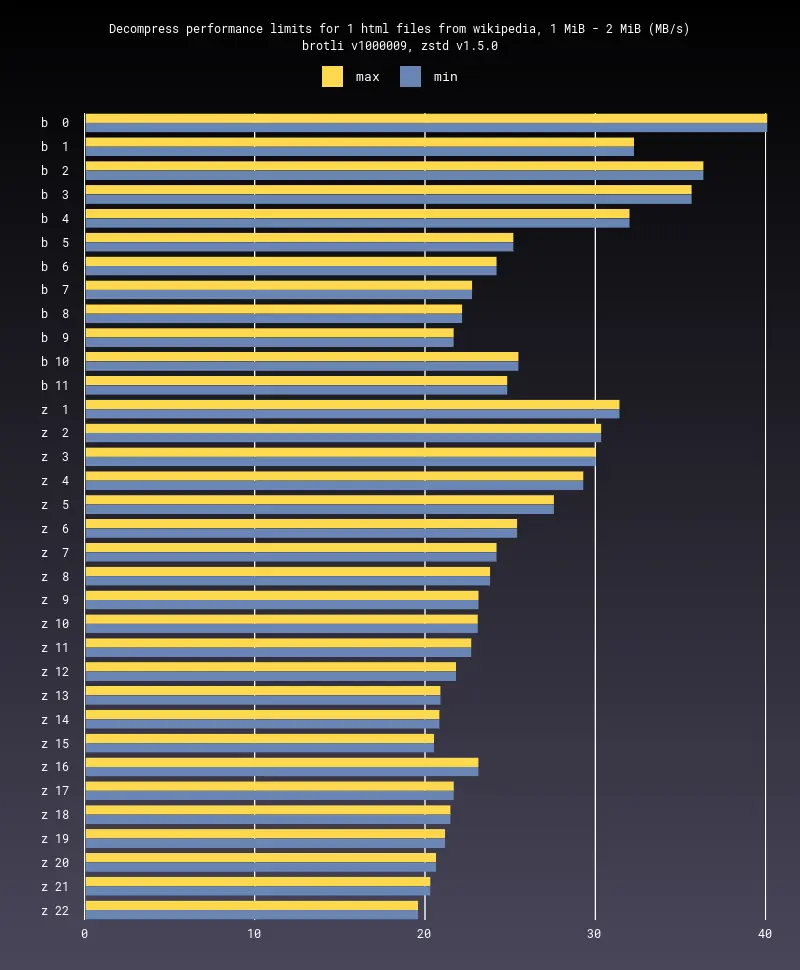 Decompress performance limits for 1 html files from wikipedia, 1 MiB - 2 MiB (MB/s)
brotli v1000009, zstd v1.5.0
max min
b 0
b 1
b 2
b 3
b 4
b 5
b 6
b 7
b 8
b 9
b 10
b 11
z 1
z 2
z 3
z 4
z 5
z 6
z 7
z 8
z 9
z 10
z 11
z 12
z 13
z 14
z 15
z 16
z 17
z 18
z 19
z 20
z 21
z 22
0 10 20 30 40